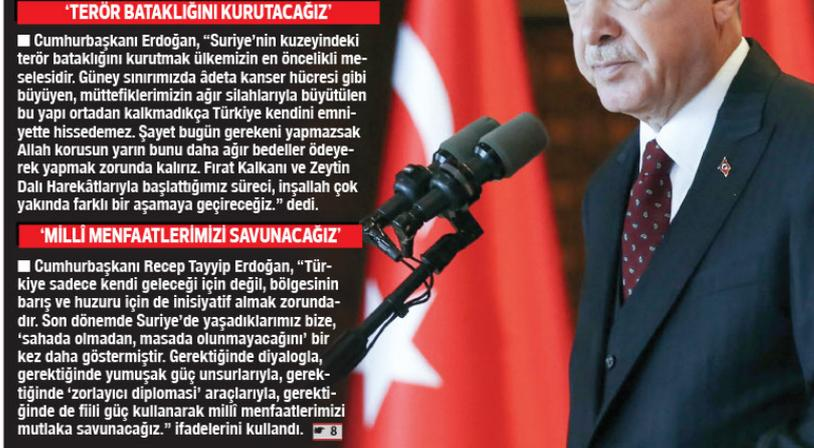 ‘TERÖR BATAKLIĞINI KURUTACAĞIZ’
■ Cumhurbaşkanı Erdoğan, “Suriye’nin kuzeyindeki
terör bataklığını kurutmak ülkemizin en öncelikli me-
selesidir. Güney sınırımızda âdeta kanser hücresi gibi
büyüyen, müttefiklerimizin ağır silahlarıyla büyütülen
bu yapı ortadan kalkmadıkça Türkiye kendini emni-
yette hissedemez. Şayet bugün gerekeni yapmazsak
Allah korusun yarın bunu daha ağır bedeller ödeye-
rek yapmak zorunda kalırız. Fırat Kalkanı ve Zeytin
Dalı Harekâtlarıyla başlattığımız süreci, inşallah çok
yakında farklı bir aşamaya geçireceğiz.” dedi.
‘MİLLÎ MENFAATLERİMİZİ SAVUNACAĞIZ’
■ Cumhurbaşkanı Recep Tayyip Erdoğan, “Tür-
kiye sadece kendi geleceği için değil, bölgesinin
barış ve huzuru için de inisiyatif almak zorunda-
dır. Son dönemde Suriye’de yaşadıklarımız bize,
‘sahada olmadan, masada olunmayacağını’ bir
kez daha göstermiştir. Gerektiğinde diyalogla,
gerektiğinde yumuşak güç unsurlarıyla, gerek-
tiğinde ‘zorlayıcı diplomasi’ araçlarıyla, gerekti-
ğinde de fiili güç kullanarak millî menfaatlerimizi
mutlaka savunacağız.” ifadelerini kullandı. ☛ 8